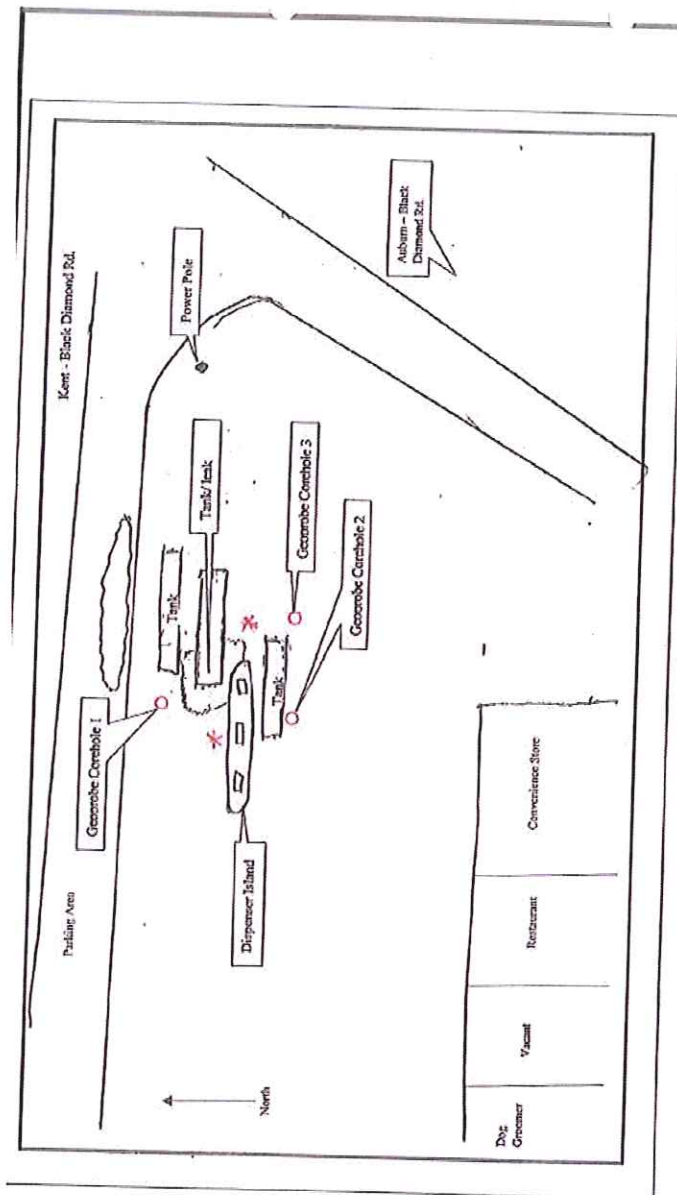 Kent - Black Diamond Rd.
Parking Area
Auburn - Black
Diamond Rd.
Power Pole
Tank/ leak
Tank
Geoprobe Corehole 1
Geoprobe Corehole 3
Geoprobe Corehole 2
Tank
Dispenser Island
North
Dog
Groomer
Vacant
Restaurant
Convenience Store